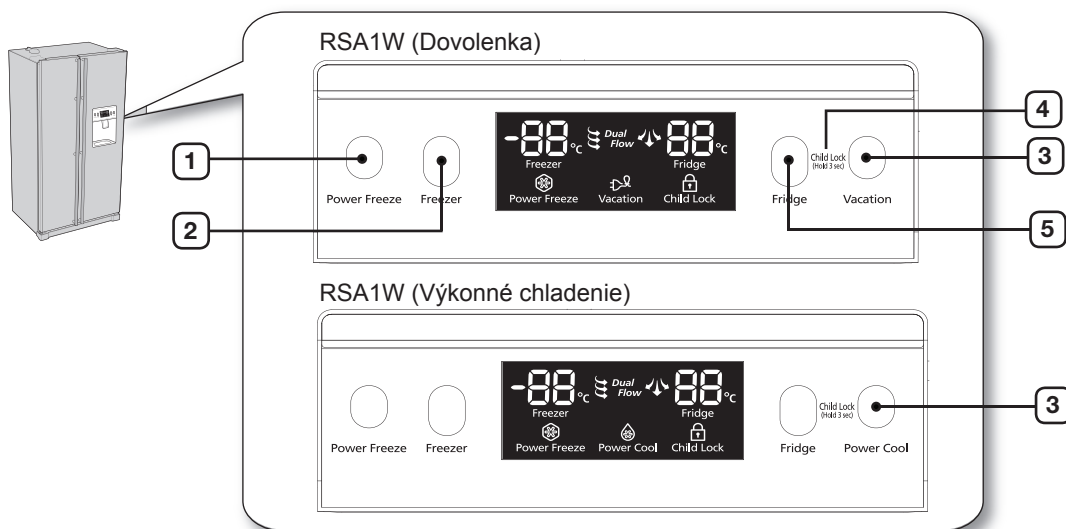 RSA1W (Dovolenka)
-88 °C Dual Flow 88 °C
Freezer Fridge
Power Freeze Vacation Child Lock
Power Freeze Freezer Fridge Vacation
Child Lock
(Hold 3 sec)
1
2
4
3
5
RSA1W (Výkonné chladenie)
-88 °C Dual Flow 88 °C
Freezer Fridge
Power Freeze Power Cool Child Lock
Power Freeze Freezer Fridge Power Cool
Child Lock
(Hold 3 sec)
3